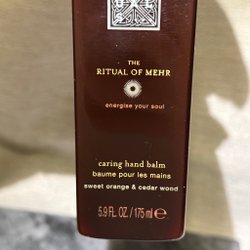 THE
RITUAL OF MEHR
energise your soul
caring hand balm
baume pour les mains
sweet orange & cedar wood
5.9 FL. OZ. / 175 ml ℮